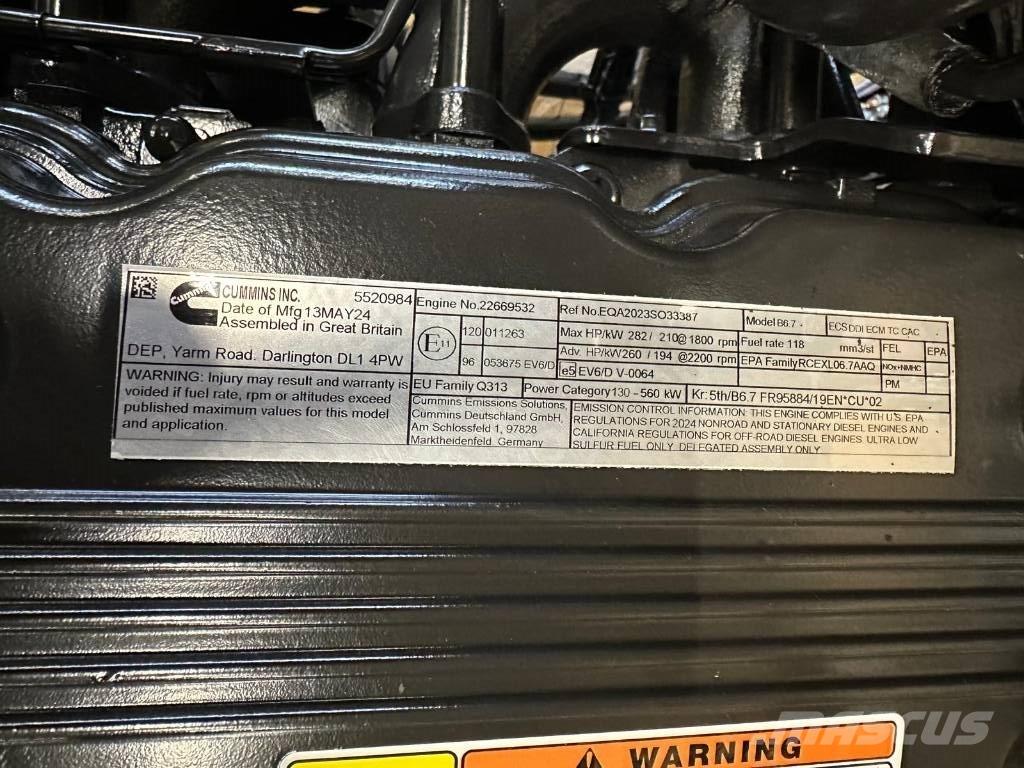 Cummins
CUMMINS INC. 5520984
Date of Mfg 13MAY24
Assembled in Great Britain
DEP, Yarm Road. Darlington DL1 4PW
WARNING: Injury may result and warranty is
voided if fuel rate, rpm or altitudes exceed
published maximum values for this model
and application.
Engine No.22669532
E11
120 011263
96 053675 EV6/D
EU Family Q313
Cummins Emissions Solutions,
Cummins Deutschland GmbH,
Am Schlossfeld 1, 97828
Marktheidenfeld, Germany
Ref No.EQA2023SO33387
Max HP/kW 282 / 210@1800 rpm
Adv. HP/kW260 / 194 @2200 rpm
e5 EV6/D V-0064
Power Category130 - 560 kW
Model B6.7
Fuel rate 118 mm3/st
EPA FamilyRCEXL06.7AAQ
Kr: 5th/B6.7 FR95884/19EN*CU*02
ECS DDI ECM TC CAC
FEL EPA
NOx+NMHC
PM
EMISSION CONTROL INFORMATION: THIS ENGINE COMPLIES WITH U.S. EPA
REGULATIONS FOR 2024 NONROAD AND STATIONARY DIESEL ENGINES AND
CALIFORNIA REGULATIONS FOR OFF-ROAD DIESEL ENGINES. ULTRA LOW
SULFUR FUEL ONLY. DELEGATED ASSEMBLY ONLY
WARNING
MASCUS